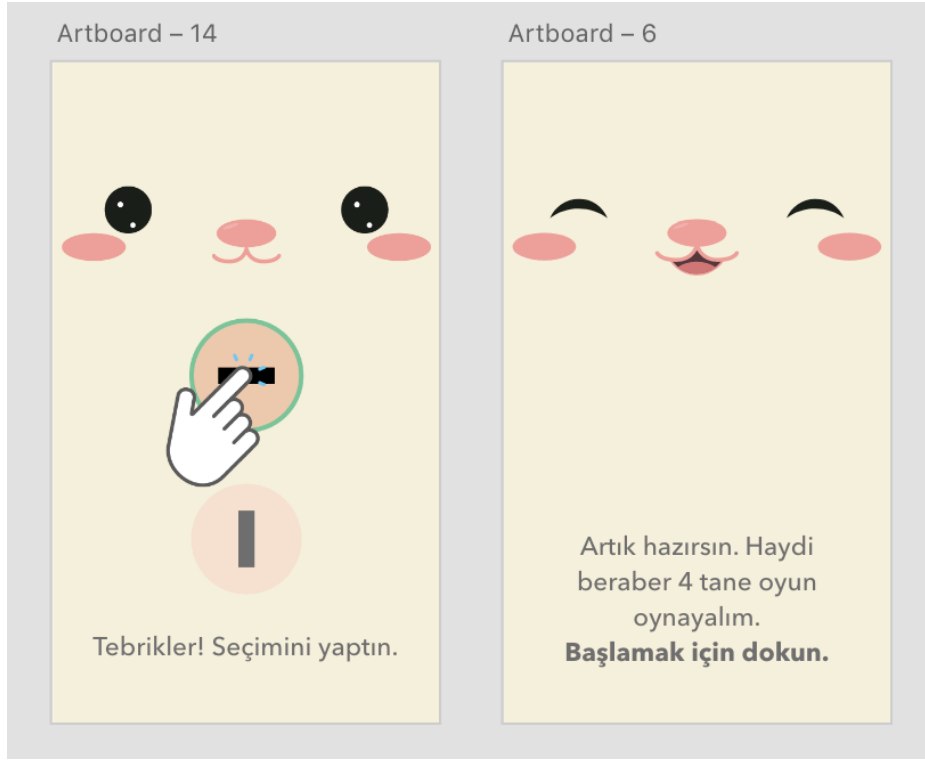 Artboard – 14
Tebrikler! Seçimini yaptın.
Artboard – 6
Artık hazırsın. Haydi
beraber 4 tane oyun
oynayalım.
Başlamak için dokun.